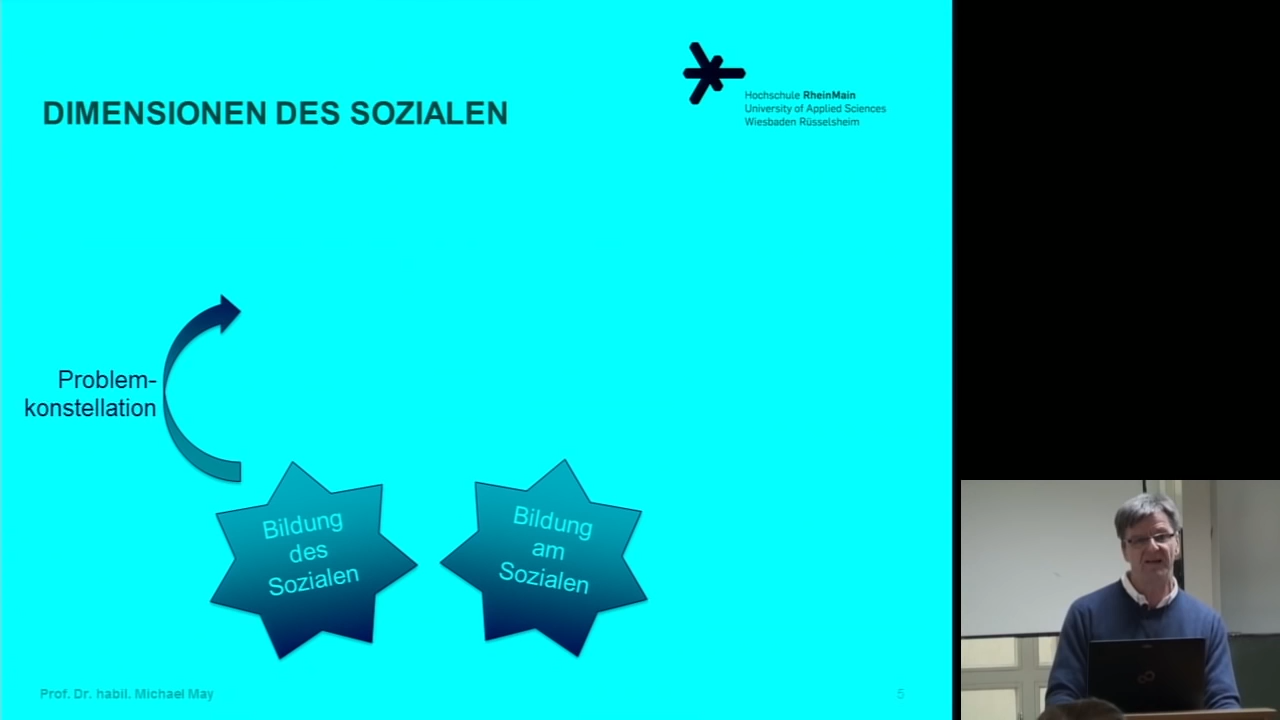 DIMENSIONEN DES SOZIALEN
Hochschule RheinMain
University of Applied Sciences
Wiesbaden Rüsselsheim
Problem-
konstellation
Bildung
des
Sozialen
Bildung
am
Sozialen
Prof. Dr. habil. Michael May
5